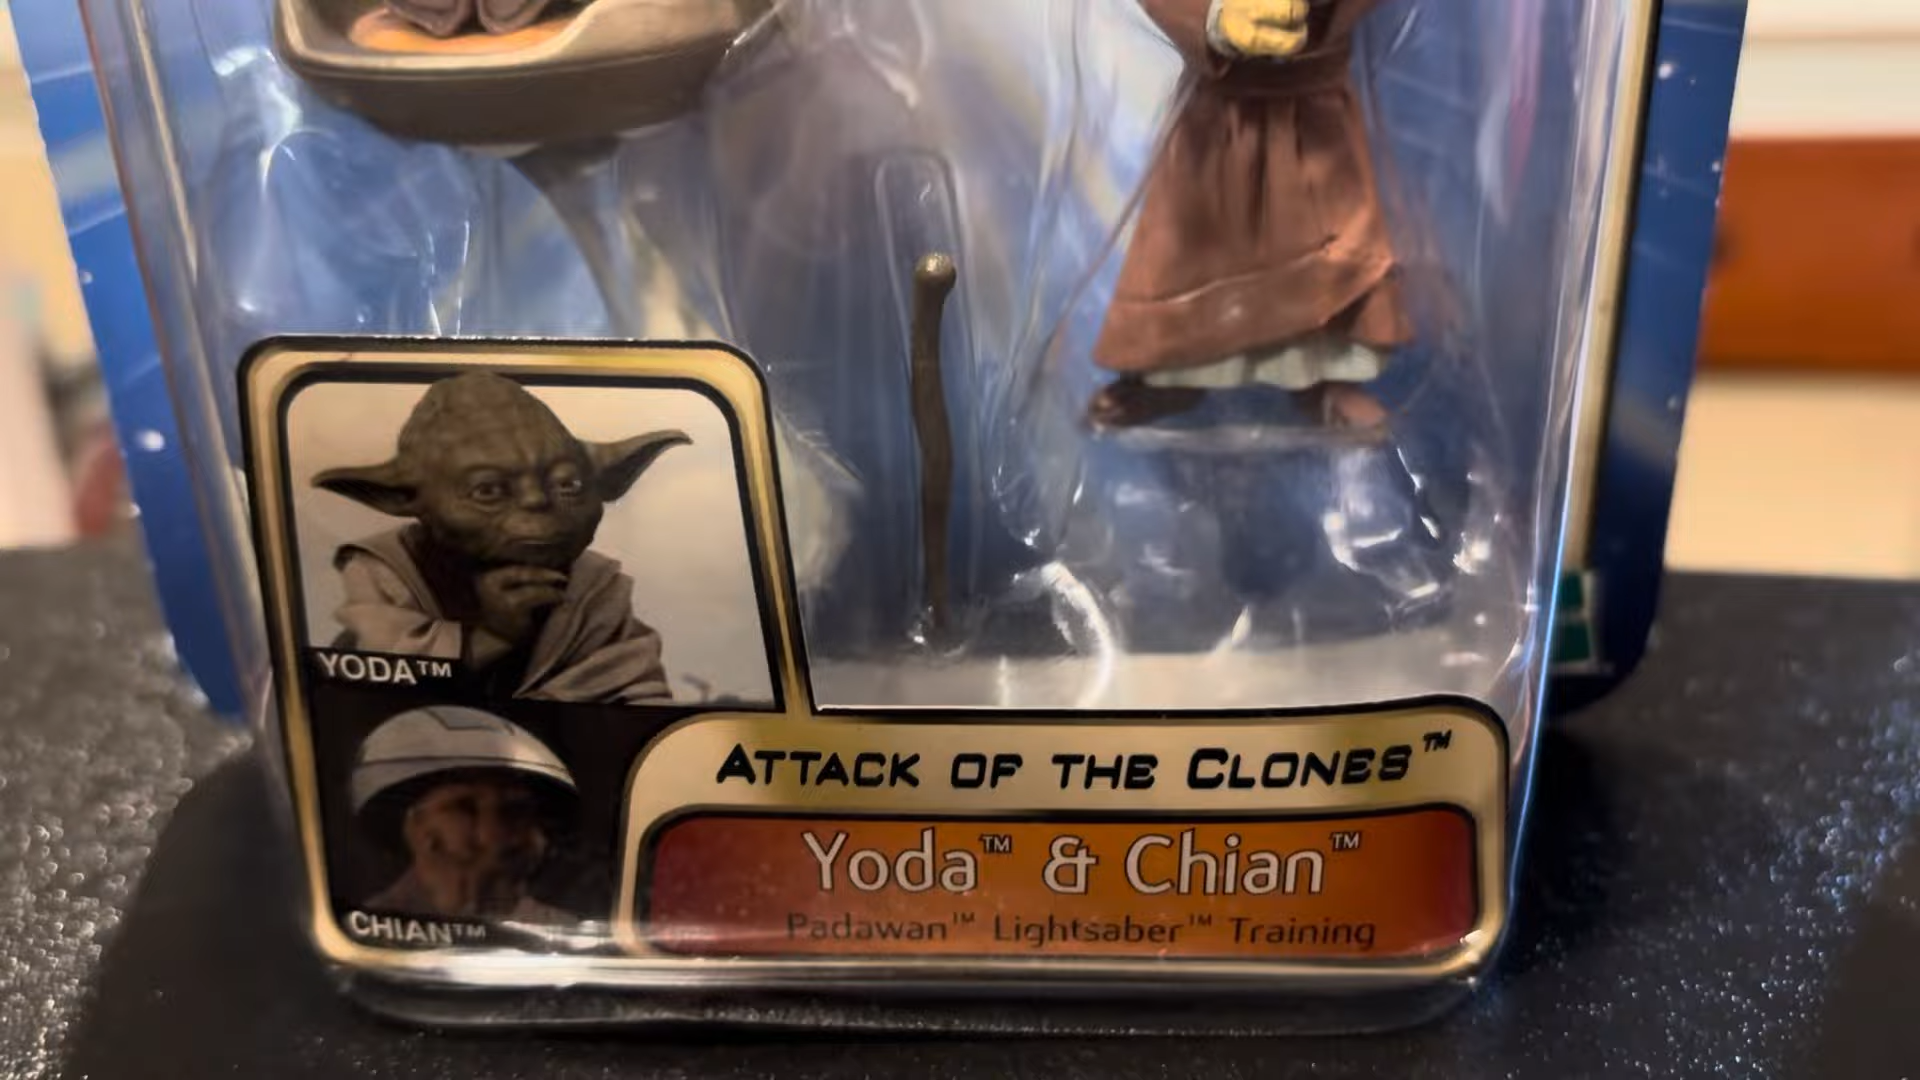 YODA™
CHIAN™
ATTACK OF THE CLONES™
Yoda™ & Chian™
Padawan™ Lightsaber™ Training